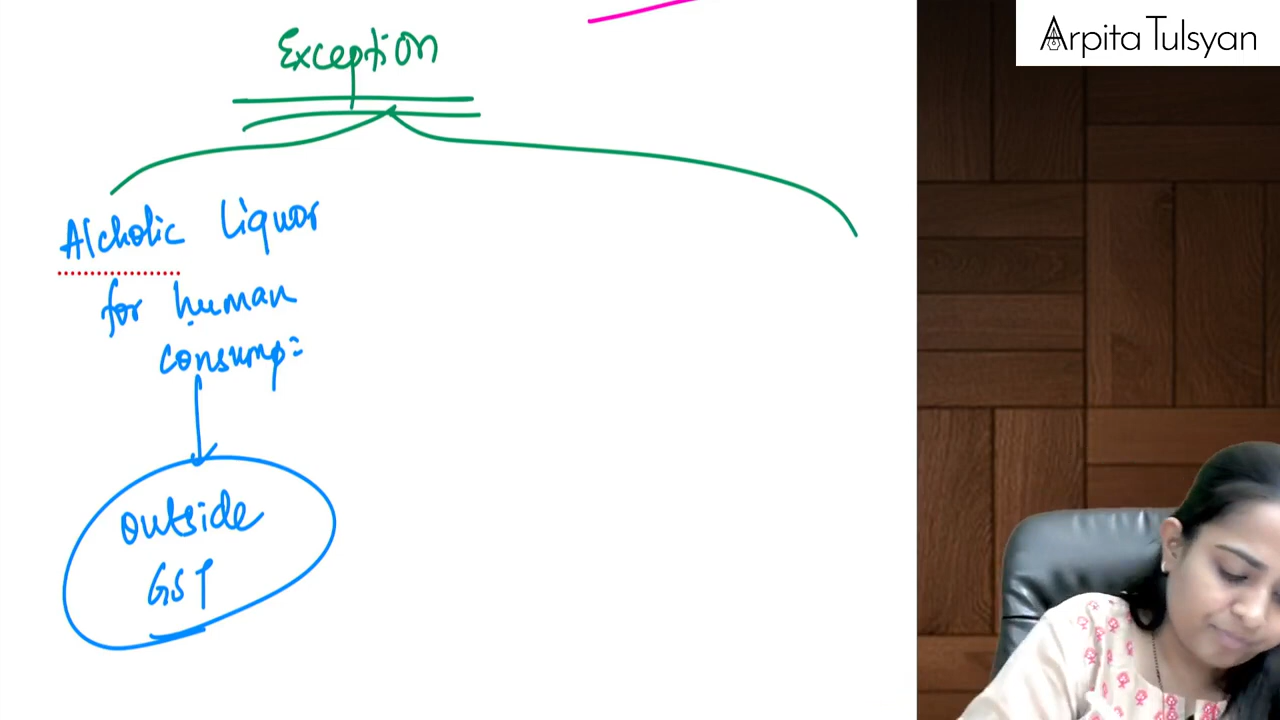 Arpita Tulsyan
Exception
Alcholic Liquor
for human
consump=
outside
GST